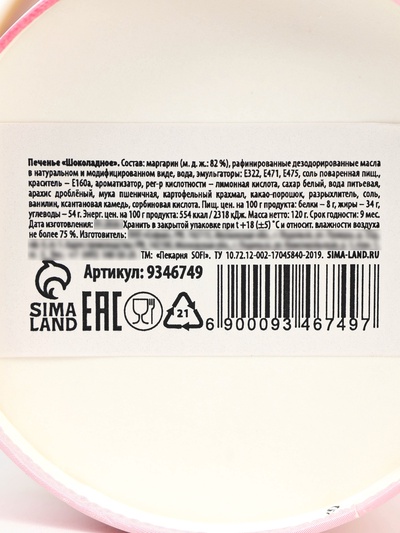 Печенье «Шоколадное». Состав: маргарин (м. д. ж.: 82 %), рафинированные дезодорированные масла
в натуральном и модифицированном виде, вода, эмульгаторы: Е322, Е471, Е475, соль поваренная пищ.,
краситель – Е160а, ароматизатор, рег-р кислотности – лимонная кислота, сахар белый, вода питьевая,
арахис дроблёный, мука пшеничная, картофельный крахмал, какао-порошок, разрыхлитель, соль,
ванилин, ксантановая камедь, сорбиновая кислота. Пищ. цен. на 100 г продукта: белки – 8 г, жиры – 34 г,
углеводы – 54 г. Энерг. цен. на 100 г продукта: 554 ккал / 2318 кДж. Масса нетто: 120 г. Срок годности: 9 мес.
Дата изготовления: Хранить в закрытой упаковке при t +18 (±5) °С и относит. влажности воздуха
не более 75 %. Изготовитель:
ТМ: «Пекарня SOFI». ТУ 10.72.12-002-17045840-2019. SIMA-LAND.RU
Артикул: 9346749
SIMA
LAND
EAC
21
6 900093 467497